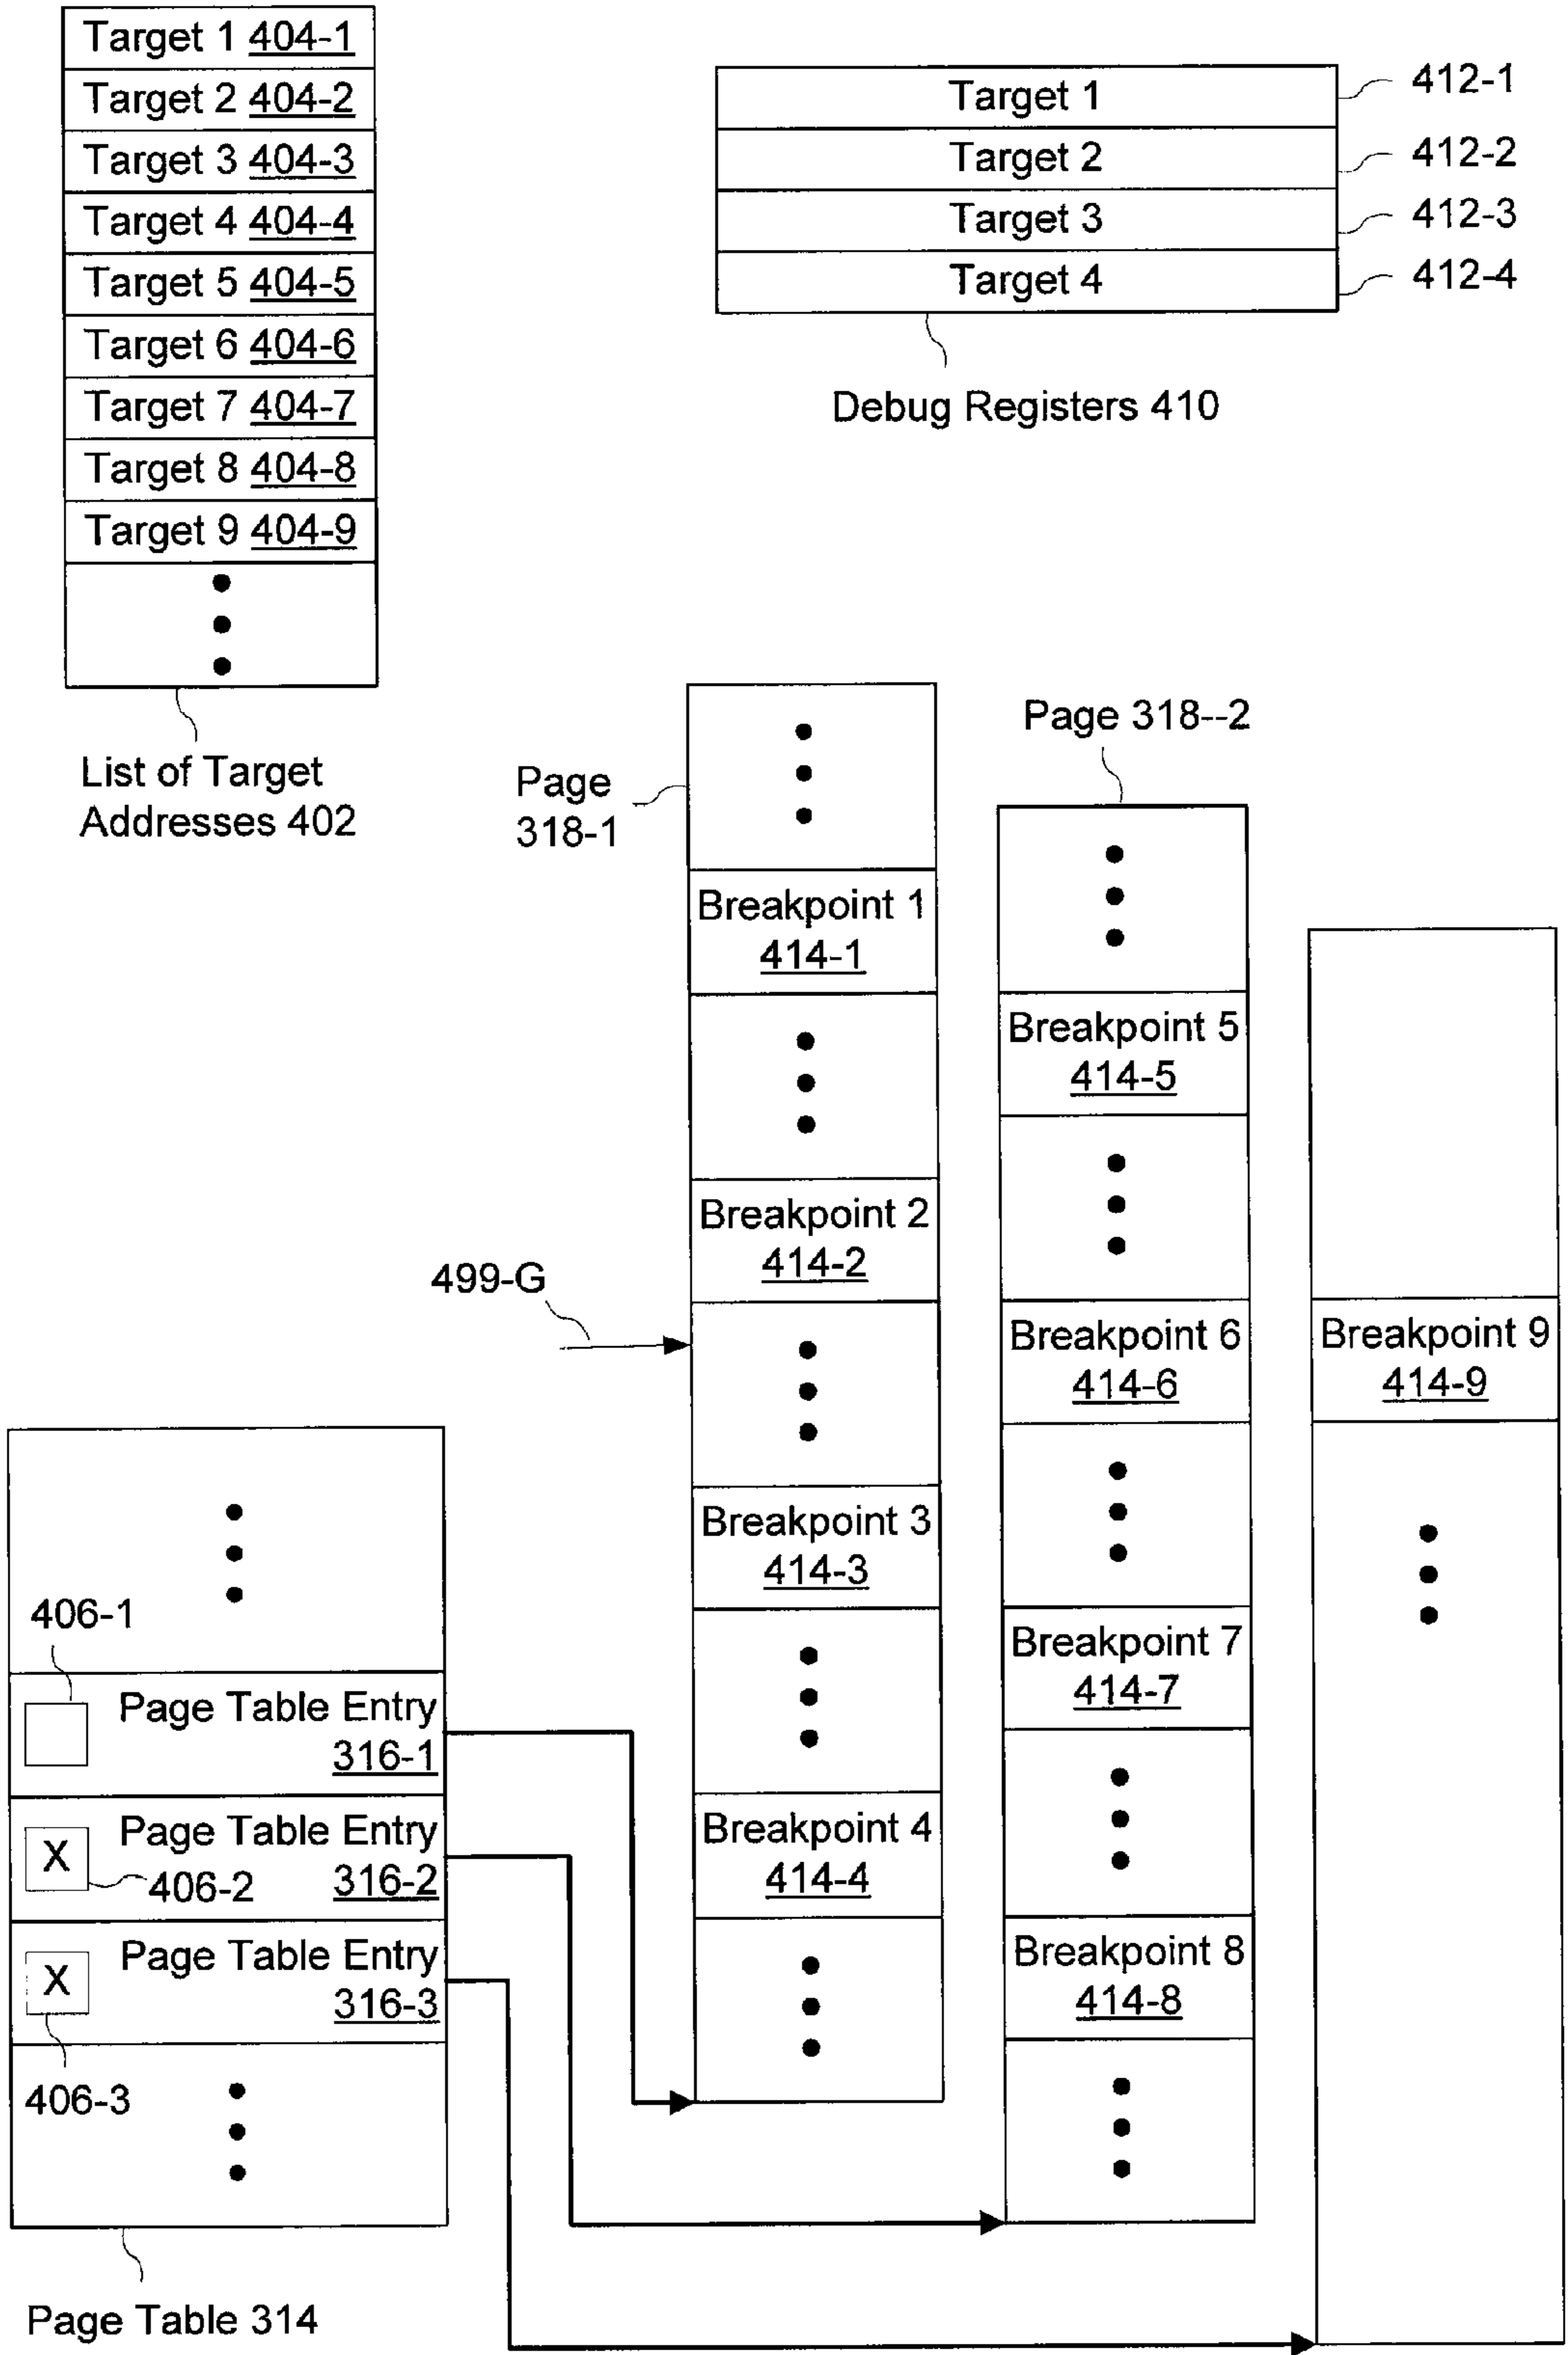 Target 1 404-1
Target 2 404-2
Target 3 404-3
Target 4 404-4
Target 5 404-5
Target 6 404-6
Target 7 404-7
Target 8 404-8
Target 9 404-9
List of Target
Addresses 402
Target 1
412-1
Target 2
412-2
Target 3
412-3
Target 4
412-4
Debug Registers 410
Page
318-1
Breakpoint 1
414-1
Breakpoint 2
414-2
499-G
Breakpoint 3
414-3
Breakpoint 4
414-4
Page 318--2
Breakpoint 5
414-5
Breakpoint 6
414-6
Breakpoint 7
414-7
Breakpoint 8
414-8
Breakpoint 9
414-9
406-1
Page Table Entry
316-1
X
Page Table Entry
406-2
316-2
X
Page Table Entry
316-3
406-3
Page Table 314